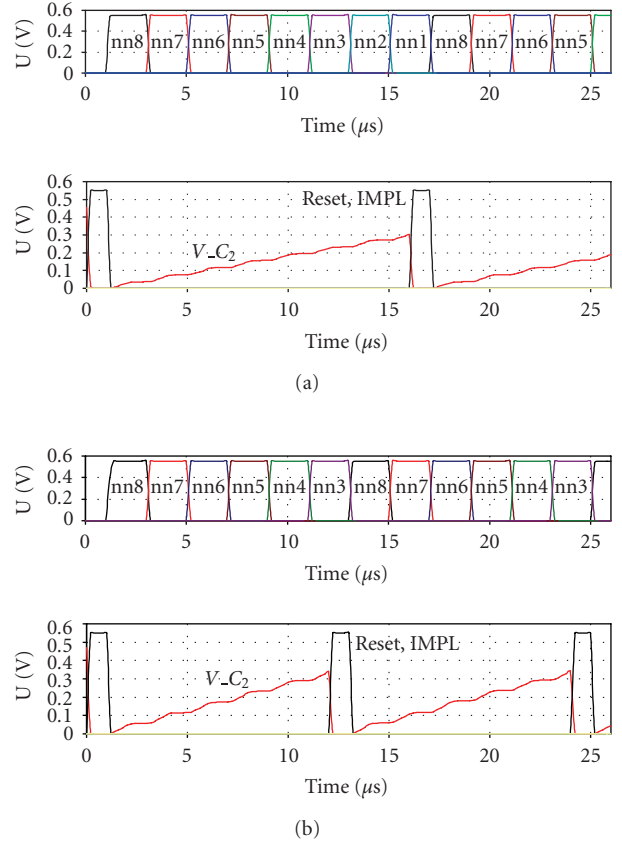 U (V)
0.6
0.4
0.2
0
nn8 nn7 nn6 nn5 nn4 nn3 nn2 nn1 nn8 nn7 nn6 nn5
0 5 10 15 20 25
Time (μs)
U (V)
0.6
0.5
0.4
0.3
0.2
0.1
0
Reset, IMPL
V_C2
0 5 10 15 20 25
Time (μs)
(a)
U (V)
0.6
0.4
0.2
0
nn8 nn7 nn6 nn5 nn4 nn3 nn8 nn7 nn6 nn5 nn4 nn3
0 5 10 15 20 25
Time (μs)
U (V)
0.6
0.5
0.4
0.3
0.2
0.1
0
Reset, IMPL
V_C2
0 5 10 15 20 25
Time (μs)
(b)